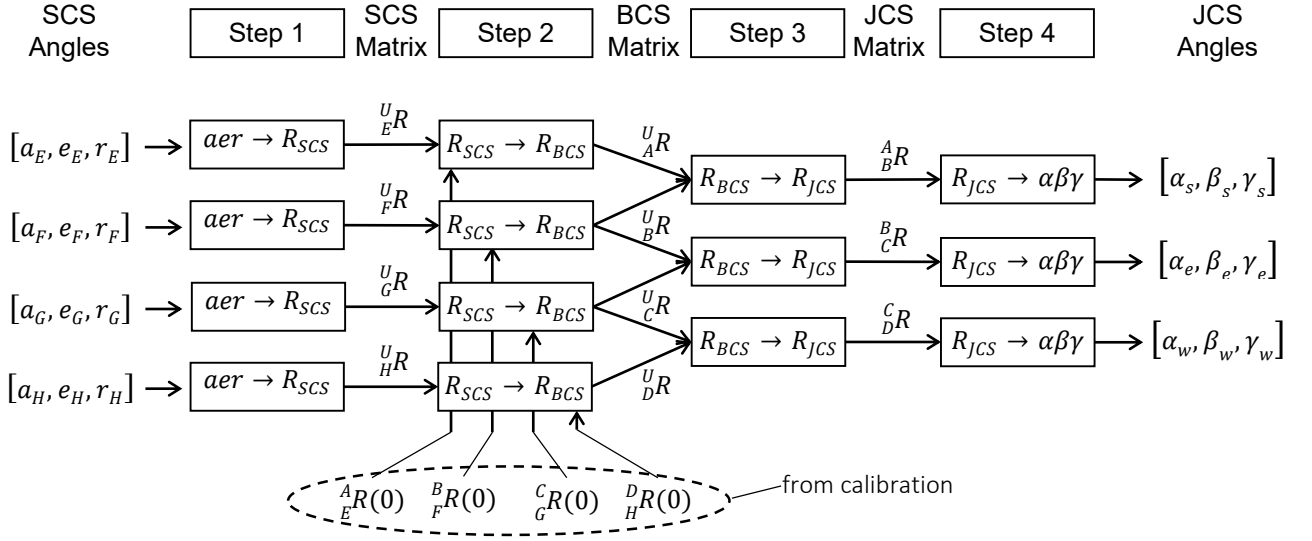 SCS Angles
Step 1
SCS Matrix
Step 2
BCS Matrix
Step 3
JCS Matrix
Step 4
JCS Angles
[a_E, e_E, r_E]
aer → R_SCS
^U_E R
R_SCS → R_BCS
^U_A R
R_BCS → R_JCS
^A_B R
R_JCS → αβγ
[α_s, β_s, γ_s]
[a_F, e_F, r_F]
aer → R_SCS
^U_F R
R_SCS → R_BCS
^U_B R
R_BCS → R_JCS
^B_C R
R_JCS → αβγ
[α_e, β_e, γ_e]
[a_G, e_G, r_G]
aer → R_SCS
^U_G R
R_SCS → R_BCS
^U_C R
R_BCS → R_JCS
^C_D R
R_JCS → αβγ
[α_w, β_w, γ_w]
[a_H, e_H, r_H]
aer → R_SCS
^U_H R
R_SCS → R_BCS
^U_D R
^A_E R(0)
^B_F R(0)
^C_G R(0)
^D_H R(0)
from calibration